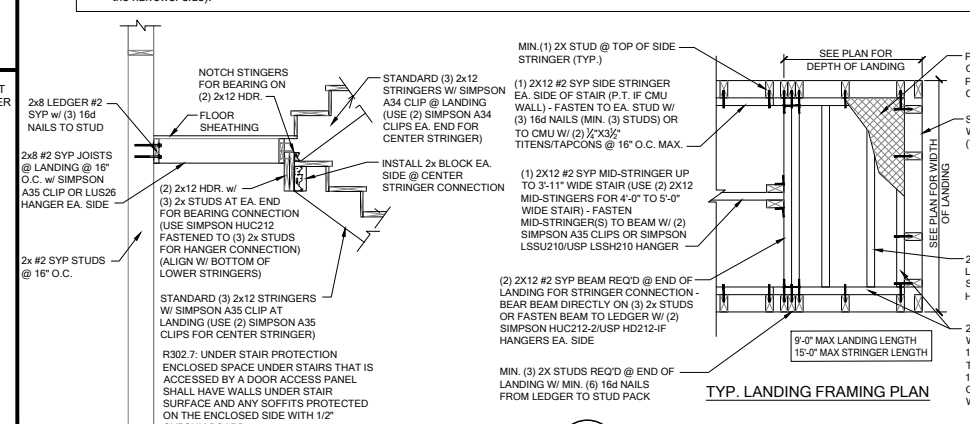 NOTCH STINGERS
FOR BEARING ON
(2) 2x12 HDR.
FLOOR
SHEATHING
2x8 LEDGER #2
SYP w/ (3) 16d
NAILS TO STUD
2x8 #2 SYP JOISTS
@ LANDING @ 16"
O.C. w/ SIMPSON
A35 CLIP OR LUS26
HANGER EA. SIDE
2x #2 SYP STUDS
@ 16" O.C.
STANDARD (3) 2x12
STRINGERS W/ SIMPSON
A34 CLIP @ LANDING
(USE (2) SIMPSON A34
CLIPS EA. END FOR
CENTER STRINGER)
INSTALL 2x BLOCK EA.
SIDE @ CENTER
STRINGER CONNECTION
(2) 2x12 HDR. w/
(3) 2x STUDS AT EA. END
FOR BEARING CONNECTION
(USE SIMPSON HUC212
FASTENED TO (3) 2x STUDS
FOR HANGER CONNECTION)
(ALIGN W/ BOTTOM OF
LOWER STRINGERS)
STANDARD (3) 2x12 STRINGERS
W/ SIMPSON A35 CLIP AT
LANDING (USE (2) SIMPSON A35
CLIPS FOR CENTER STRINGER)
R302.7: UNDER STAIR PROTECTION
ENCLOSED SPACE UNDER STAIRS THAT IS
ACCESSED BY A DOOR ACCESS PANEL
SHALL HAVE WALLS UNDER STAIR
SURFACE AND ANY SOFFITS PROTECTED
ON THE ENCLOSED SIDE WITH 1/2"
MIN.(1) 2X STUD @ TOP OF SIDE
STRINGER (TYP.)
(1) 2X12 #2 SYP SIDE STRINGER
EA. SIDE OF STAIR (P.T. IF CMU
WALL) - FASTEN TO EA. STUD W/
(3) 16d NAILS (MIN. (3) STUDS) OR
TO CMU W/ (2) ¼"X3½"
TITENS/TAPCONS @ 16" O.C. MAX.
(1) 2X12 #2 SYP MID-STRINGER UP
TO 3'-11" WIDE STAIR (USE (2) 2X12
MID-STINGERS FOR 4'-0" TO 5'-0"
WIDE STAIR) - FASTEN
MID-STRINGER(S) TO BEAM W/ (2)
SIMPSON A35 CLIPS OR SIMPSON
LSSU210/USP LSSH210 HANGER
(2) 2X12 #2 SYP BEAM REQ'D @ END OF
LANDING FOR STRINGER CONNECTION -
BEAR BEAM DIRECTLY ON (3) 2x STUDS
OR FASTEN BEAM TO LEDGER W/ (2)
SIMPSON HUC212-2/USP HD212-IF
HANGERS EA. SIDE
MIN. (3) 2X STUDS REQ'D @ END OF
LANDING W/ MIN. (6) 16d NAILS
FROM LEDGER TO STUD PACK
SEE PLAN FOR
DEPTH OF LANDING
SEE PLAN FOR WIDTH
OF LANDING
9'-0" MAX LANDING LENGTH
15'-0" MAX STRINGER LENGTH
TYP. LANDING FRAMING PLAN